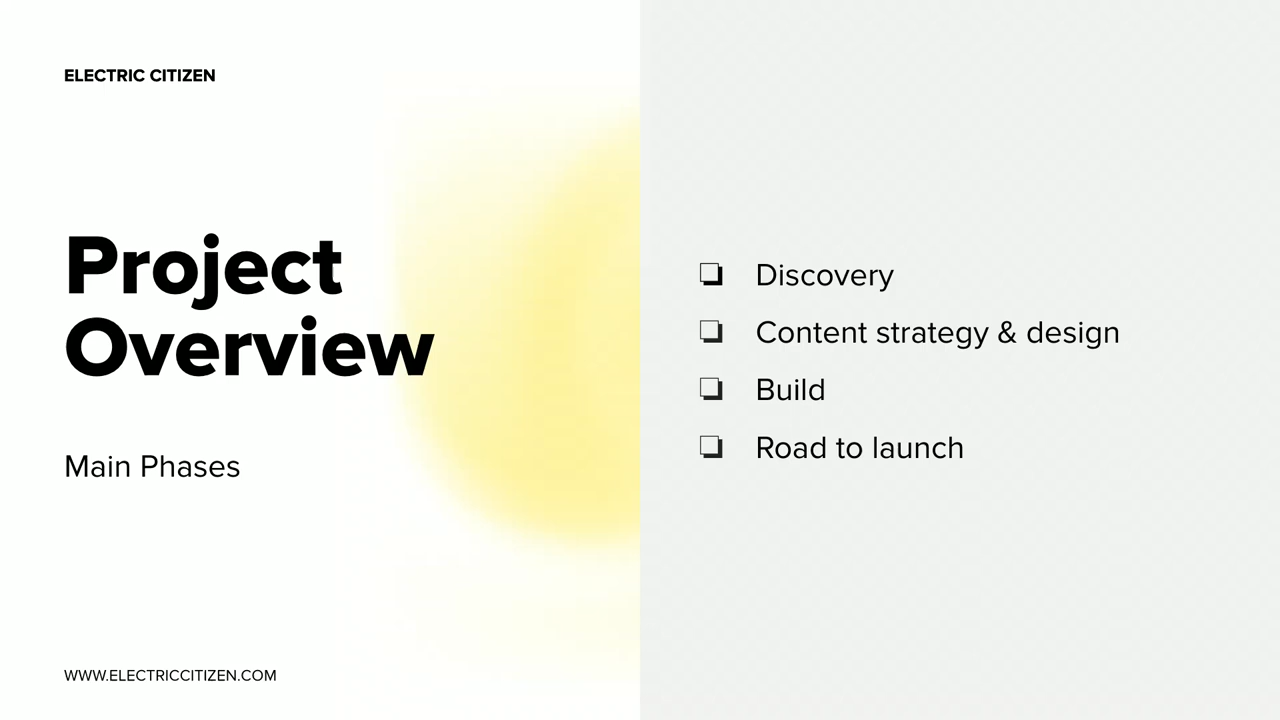 ELECTRIC CITIZEN
Project
Overview
Main Phases
WWW.ELECTRICCITIZEN.COM
❏ Discovery
❏ Content strategy & design
❏ Build
❏ Road to launch